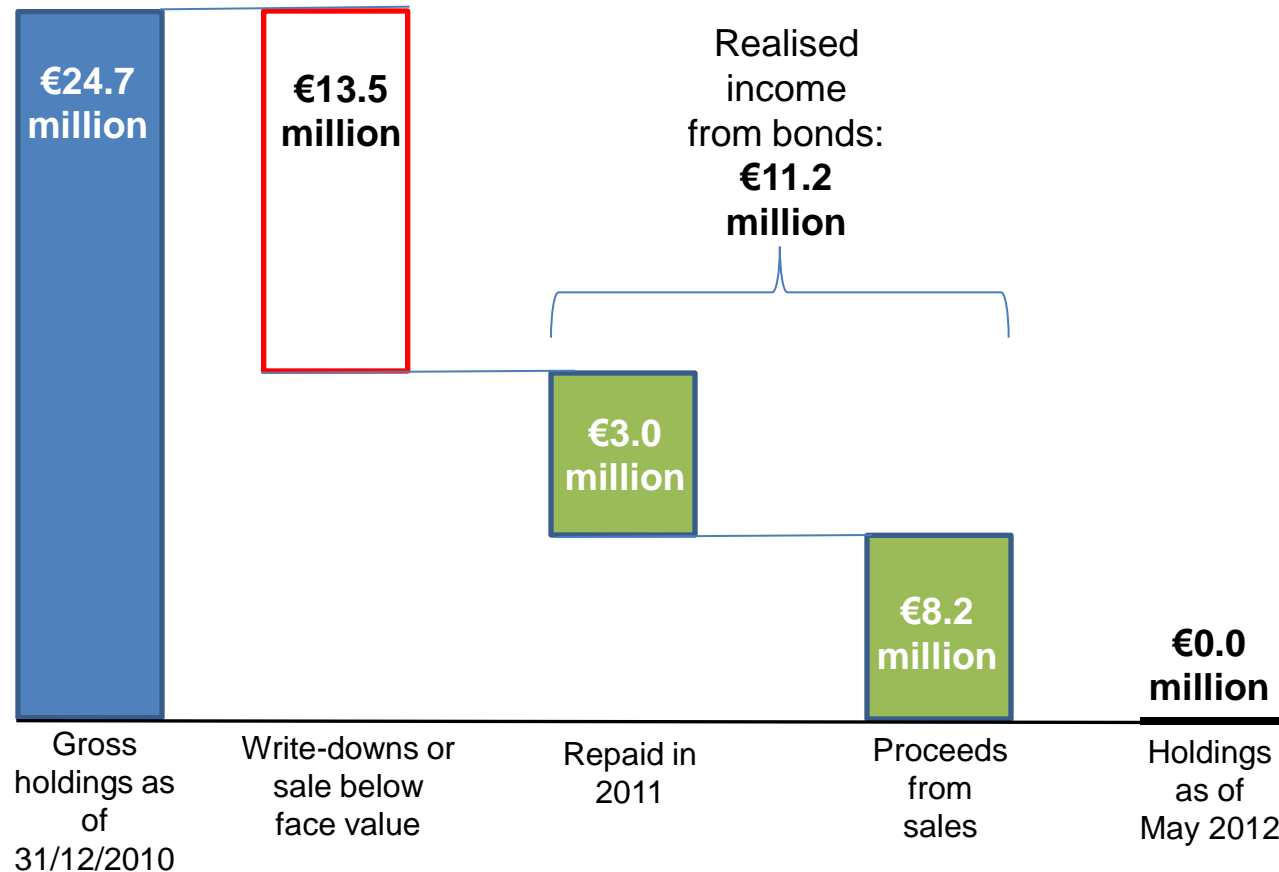 €24.7
million
€13.5
million
Realised
income
from bonds:
€11.2
million
€3.0
million
€8.2
million
€0.0
million
Gross
holdings as
of
31/12/2010
Write-downs or
sale below
face value
Repaid in
2011
Proceeds
from
sales
Holdings
as of
May 2012